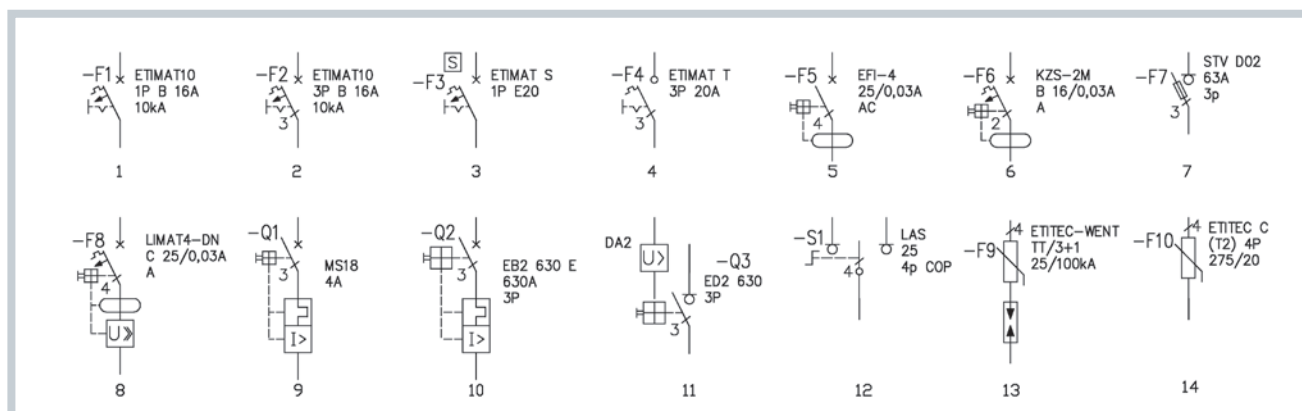 -F1
ETIMAT10
1P B 16A
10kA
1
-F2
ETIMAT10
3P B 16A
10kA
3
2
S
-F3
ETIMAT S
1P E20
3
-F4
ETIMAT T
3P 20A
3
4
-F5
EFI-4
25/0,03A
AC
4
5
-F6
KZS-2M
B 16/0,03A
A
2
6
-F7
STV D02
63A
3p
3
7
-F8
LIMAT4-DN
C 25/0,03A
A
4
U>>
8
-Q1
MS18
4A
3
I>
9
-Q2
EB2 630 E
630A
3P
3
I>
10
DA2
U>
-Q3
ED2 630
3P
3
11
-S1
LAS
25
4p COP
4
12
4
-F9
ETITEC-WENT
TT/3+1
25/100kA
13
4
-F10
ETITEC C
(T2) 4P
275/20
14